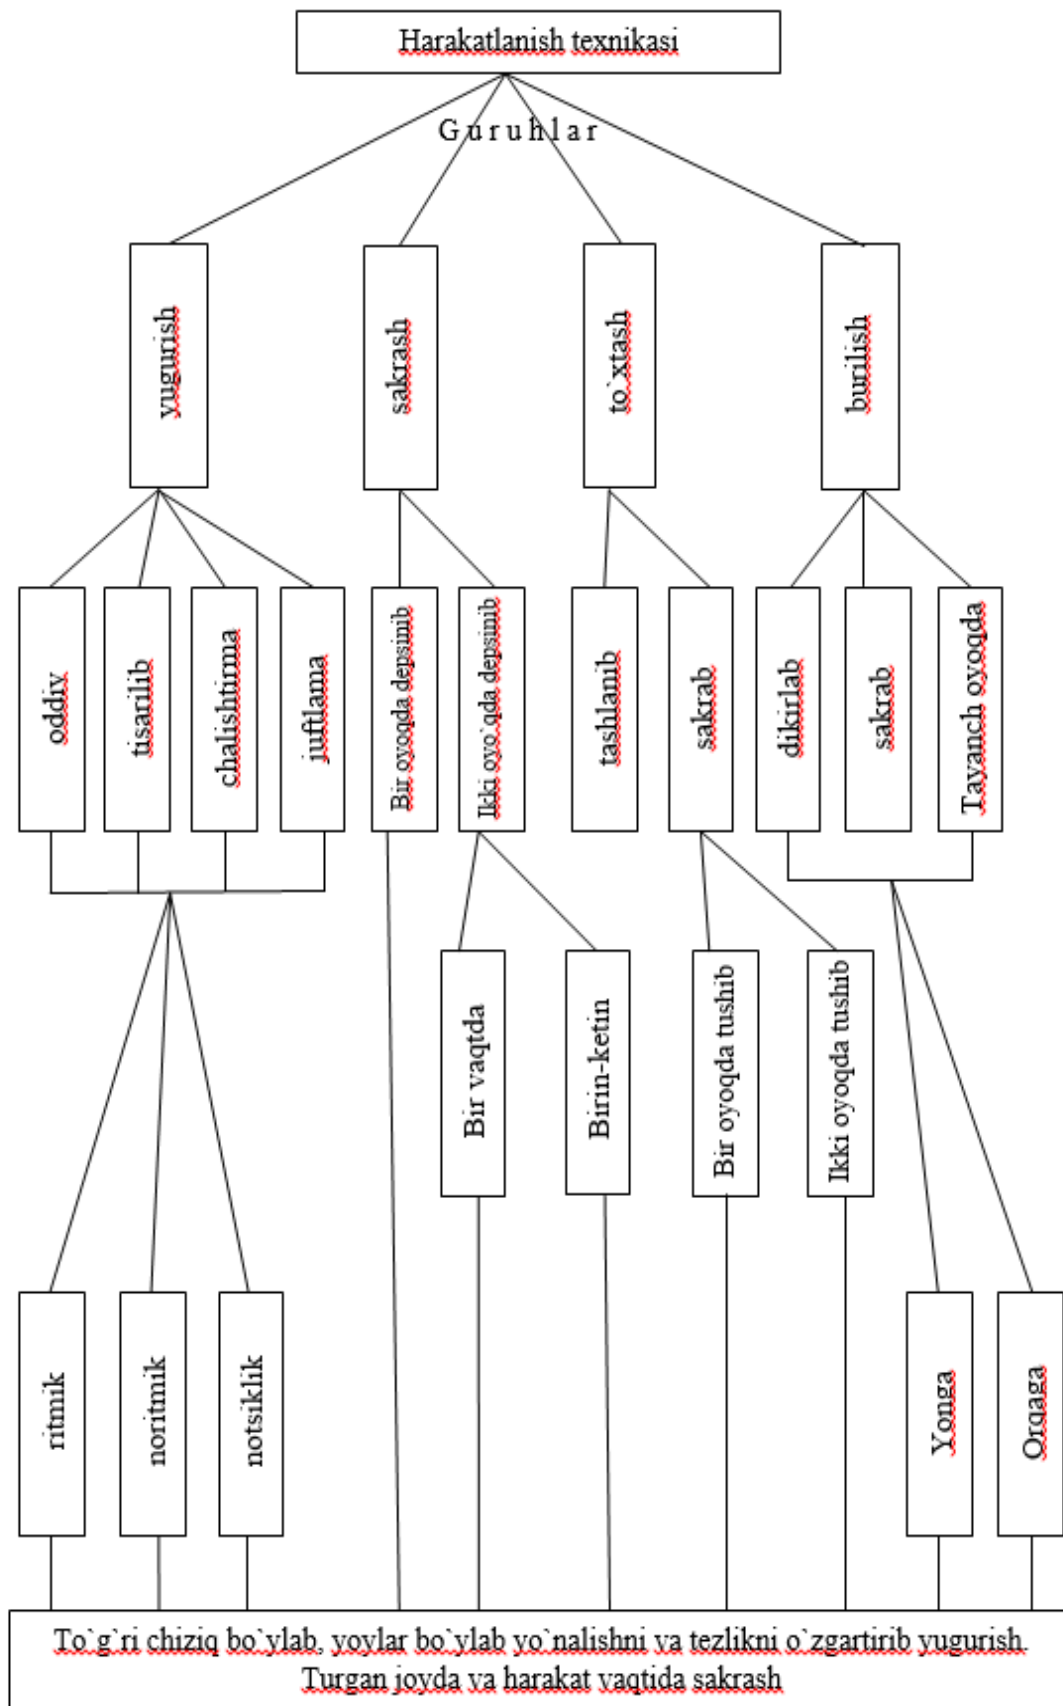 Harakatlanish texnikasi
G u r u h l a r
yugurish
sakrash
to`xtash
burilish
oddiy
tisarilib
chalishtirma
juftlama
Bir oyoqda depsinib
Ikki oyo`qda depsinib
tashlanib
sakrab
dikirlab
sakrab
Tayanch oyoqda
Bir vaqtda
Birin-ketin
Bir oyoqda tushib
Ikki oyoqda tushib
ritmik
noritmik
notsiklik
Yonga
Orqaga
To`g`ri chiziq bo`ylab, yoylar bo`ylab yo`nalishni va tezlikni o`zgartirib yugurish.
Turgan joyda va harakat vaqtida sakrash